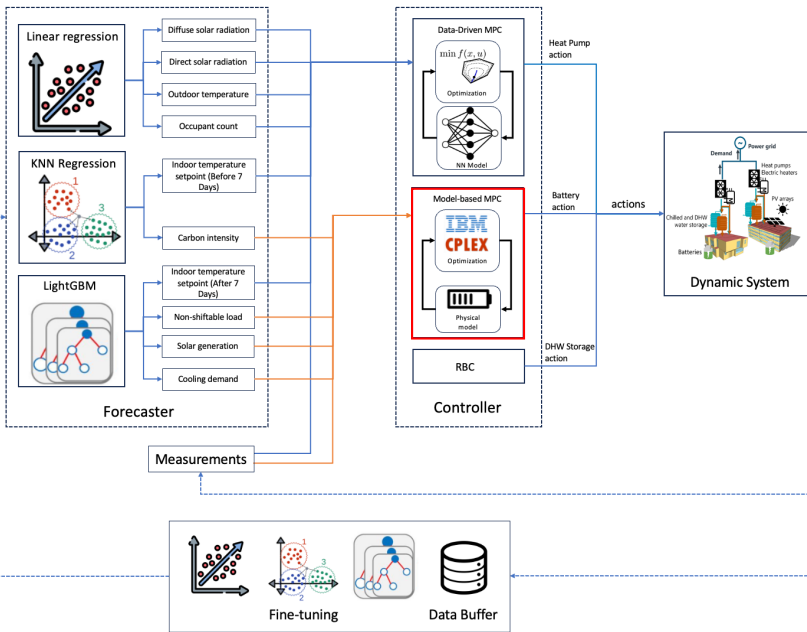 Linear regression
Diffuse solar radiation
Direct solar radiation
Outdoor temperature
Occupant count
KNN Regression
1
3
2
Indoor temperature
setpoint (Before 7
Days)
Carbon intensity
LightGBM
Indoor temperature
setpoint (After 7
Days)
Non-shiftable load
Solar generation
Cooling demand
Forecaster
Measurements
Data-Driven MPC
min f(x, u)
Optimization
NN Model
Model-based MPC
IBM
CPLEX
Optimization
Physical
model
RBC
Controller
Heat Pump
action
Battery
action
DHW Storage
action
actions
Demand
Power grid
Heat pumps
Electric heaters
PV arrays
Chilled and DHW
water storage
Batteries
Dynamic System
1
3
2
Fine-tuning
Data Buffer